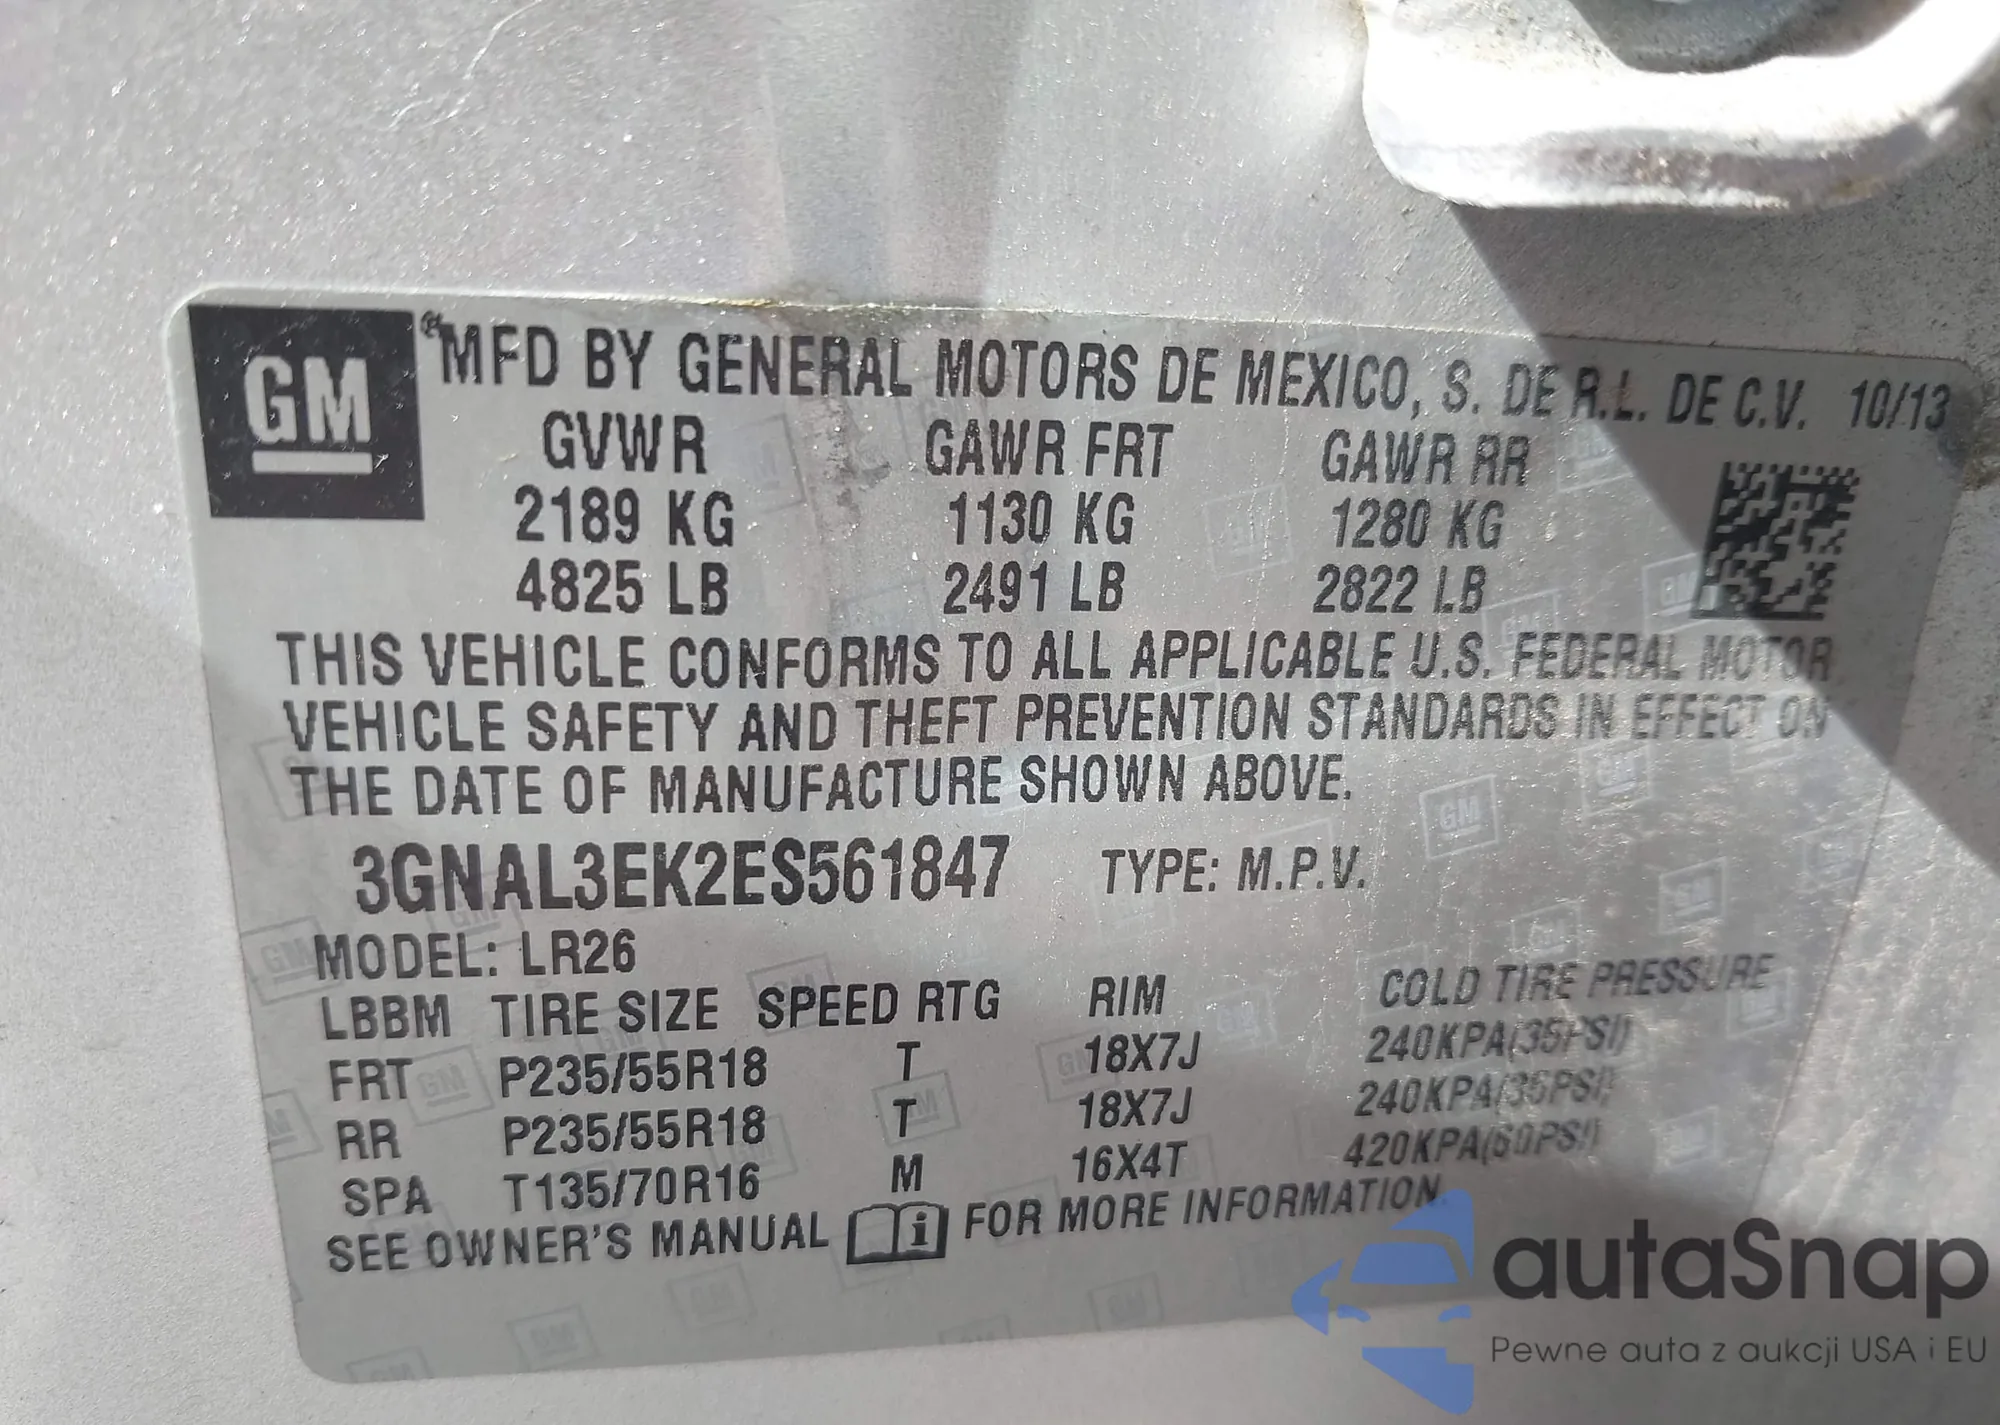 GM
MFD BY GENERAL MOTORS DE MEXICO, S. DE R.L. DE C.V. 10/13
GVWR GAWR FRT GAWR RR
2189 KG 1130 KG 1280 KG
4825 LB 2491 LB 2822 LB
THIS VEHICLE CONFORMS TO ALL APPLICABLE U.S. FEDERAL MOTOR
VEHICLE SAFETY AND THEFT PREVENTION STANDARDS IN EFFECT ON
THE DATE OF MANUFACTURE SHOWN ABOVE.
3GNAL3EK2ES561847 TYPE: M.P.V.
MODEL: LR26
LBBM TIRE SIZE SPEED RTG RIM COLD TIRE PRESSURE
FRT P235/55R18 T 18X7J 240KPA(35PSI)
RR P235/55R18 T 18X7J 240KPA(35PSI)
SPA T135/70R16 M 16X4T 420KPA(60PSI)
SEE OWNER'S MANUAL i FOR MORE INFORMATION.
autaSnap
Pewne auta z aukcji USA i EU